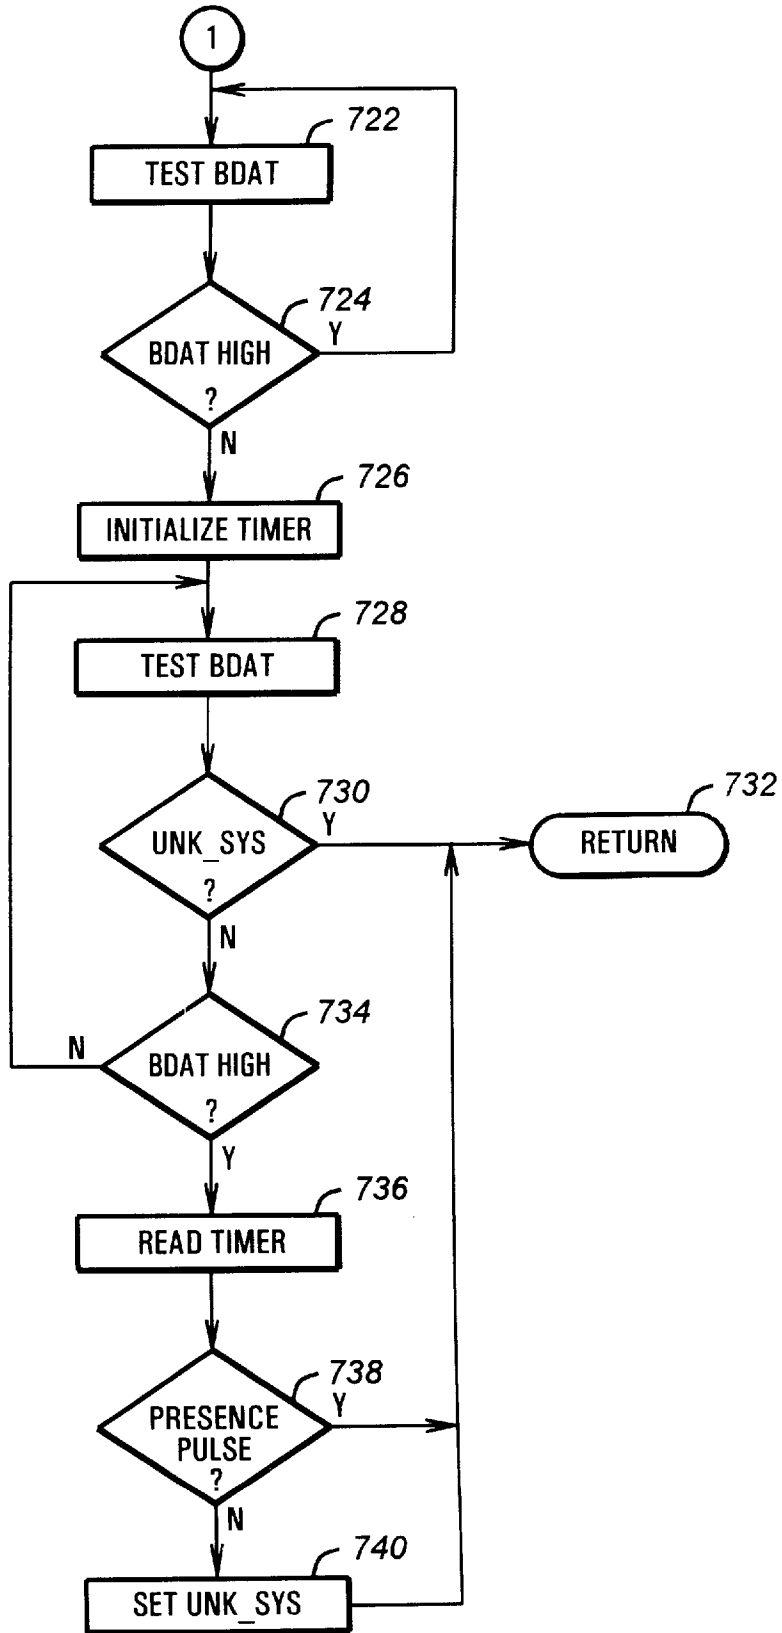 1
722
TEST BDAT
724
Y
BDAT HIGH
?
N
726
INITIALIZE TIMER
728
TEST BDAT
730
Y
UNK_SYS
?
N
732
RETURN
734
N
BDAT HIGH
?
Y
736
READ TIMER
738
Y
PRESENCE
PULSE
?
N
740
SET UNK_SYS